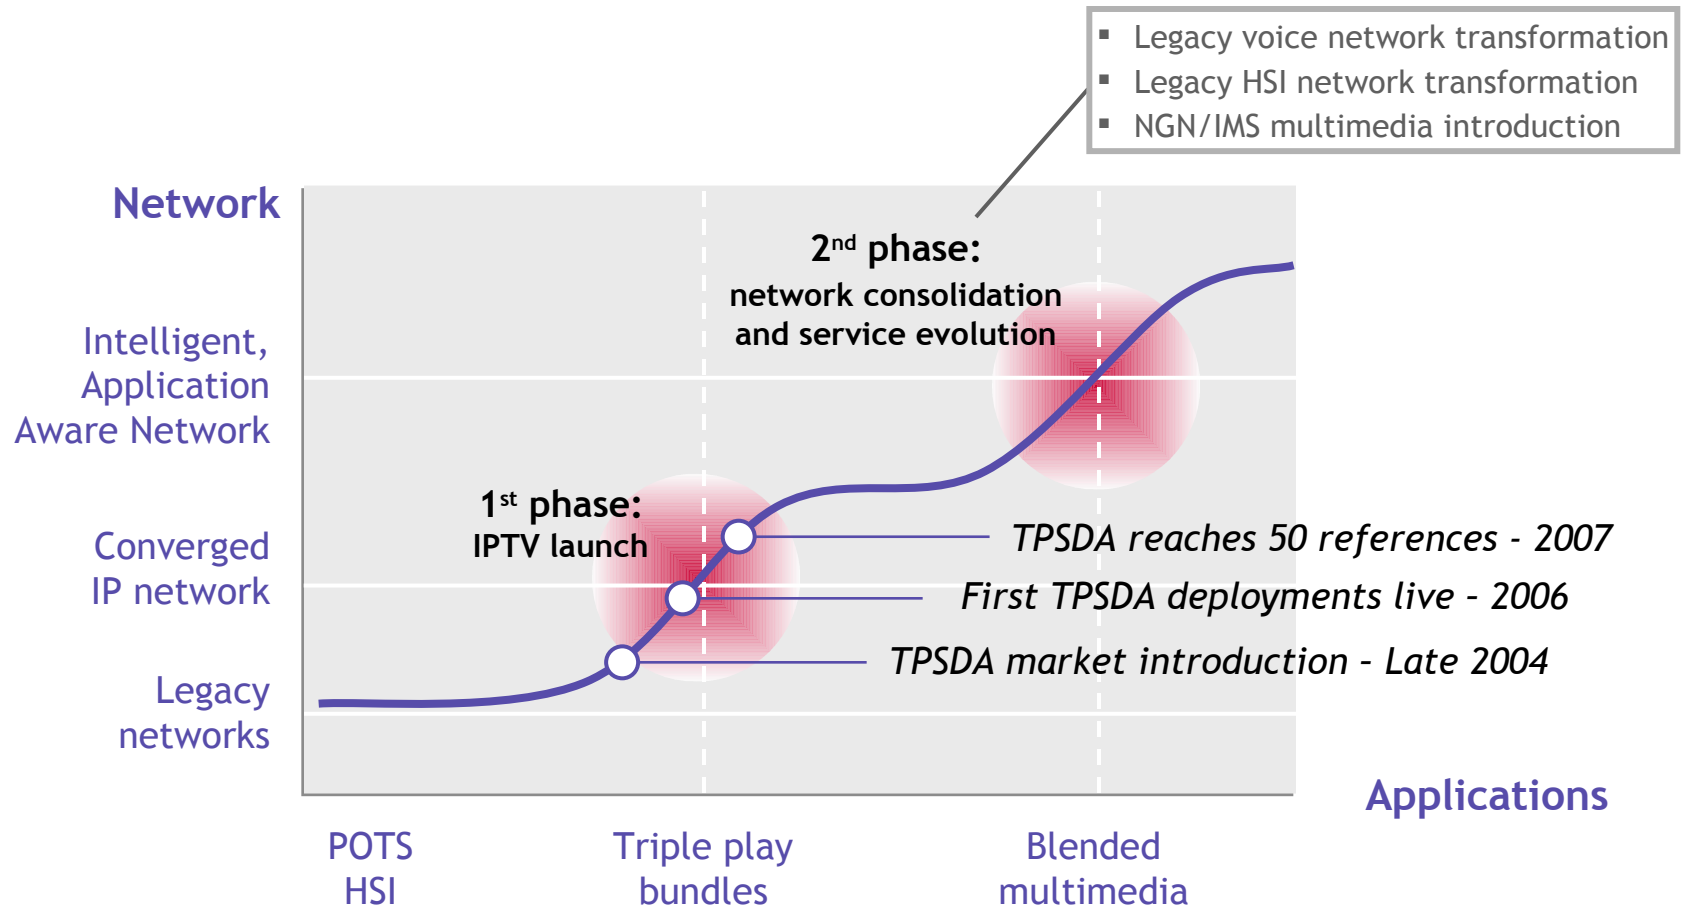 ▪ Legacy voice network transformation
▪ Legacy HSI network transformation
▪ NGN/IMS multimedia introduction
Network
2nd phase:
network consolidation
and service evolution
Intelligent,
Application
Aware Network
1st phase:
IPTV launch
Converged
IP network
TPSDA reaches 50 references - 2007
First TPSDA deployments live – 2006
TPSDA market introduction – Late 2004
Legacy
networks
Applications
POTS
HSI
Triple play
bundles
Blended
multimedia